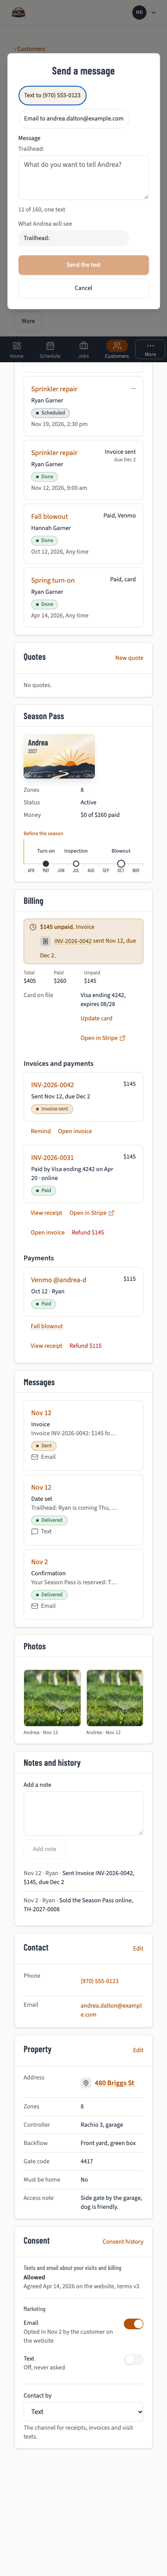 HG
‹ Customers
Send a message
Text to (970) 555-0123
Email to andrea.dalton@example.com
Message
Trailhead:
What do you want to tell Andrea?
11 of 160, one text
What Andrea will see
Trailhead:
Send the text
Cancel
More
Home
Schedule
Jobs
Customers
More
Sprinkler repair
—
Ryan Garner
Scheduled
Nov 19, 2026, 2:30 pm
Sprinkler repair
Invoice sent
due Dec 2
Ryan Garner
Done
Nov 12, 2026, 9:00 am
Fall blowout
Paid, Venmo
Hannah Garner
Done
Oct 12, 2026, Any time
Spring turn-on
Paid, card
Ryan Garner
Done
Apr 14, 2026, Any time
Quotes
New quote
No quotes.
Season Pass
Andrea
2027
Zones
8
Status
Active
Money
$0 of $260 paid
Before the season
Turn-on
Inspection
Blowout
APR
MAY
JUN
JUL
AUG
SEP
OCT
NOV
Billing
$145 unpaid. Invoice
INV-2026-0042 sent Nov 12, due
Dec 2.
Total
$405
Paid
$260
Unpaid
$145
Card on file
Visa ending 4242,
expires 08/28
Update card
Open in Stripe
Invoices and payments
INV-2026-0042
$145
Sent Nov 12, due Dec 2
Invoice sent
Remind
Open invoice
INV-2026-0031
$145
Paid by Visa ending 4242 on Apr
20 · online
Paid
View receipt
Open in Stripe
Open invoice
Refund $145
Payments
Venmo @andrea-d
$115
Oct 12 · Ryan
Paid
Fall blowout
View receipt
Refund $115
Messages
Nov 12
Invoice
Invoice INV-2026-0042: $145 fo…
Sent
Email
Nov 12
Date set
Trailhead: Ryan is coming Thu, …
Delivered
Text
Nov 2
Confirmation
Your Season Pass is reserved: T…
Delivered
Email
Photos
Andrea · Nov 12
Andrea · Nov 12
Notes and history
Add a note
Add note
Nov 12 · Ryan · Sent Invoice INV-2026-0042,
$145, due Dec 2
Nov 2 · Ryan · Sold the Season Pass online,
TH-2027-0008
Contact
Edit
Phone
(970) 555-0123
Email
andrea.dalton@exampl
e.com
Property
Edit
Address
480 Briggs St
Zones
8
Controller
Rachio 3, garage
Backflow
Front yard, green box
Gate code
4417
Must be home
No
Access note
Side gate by the garage,
dog is friendly.
Consent
Consent history
Texts and email about your visits and billing
Allowed
Agreed Apr 14, 2026 on the website, terms v3
Marketing
Email
Opted in Nov 2 by the customer on
the website
Text
Off, never asked
Contact by
Text
The channel for receipts, invoices and visit
texts.